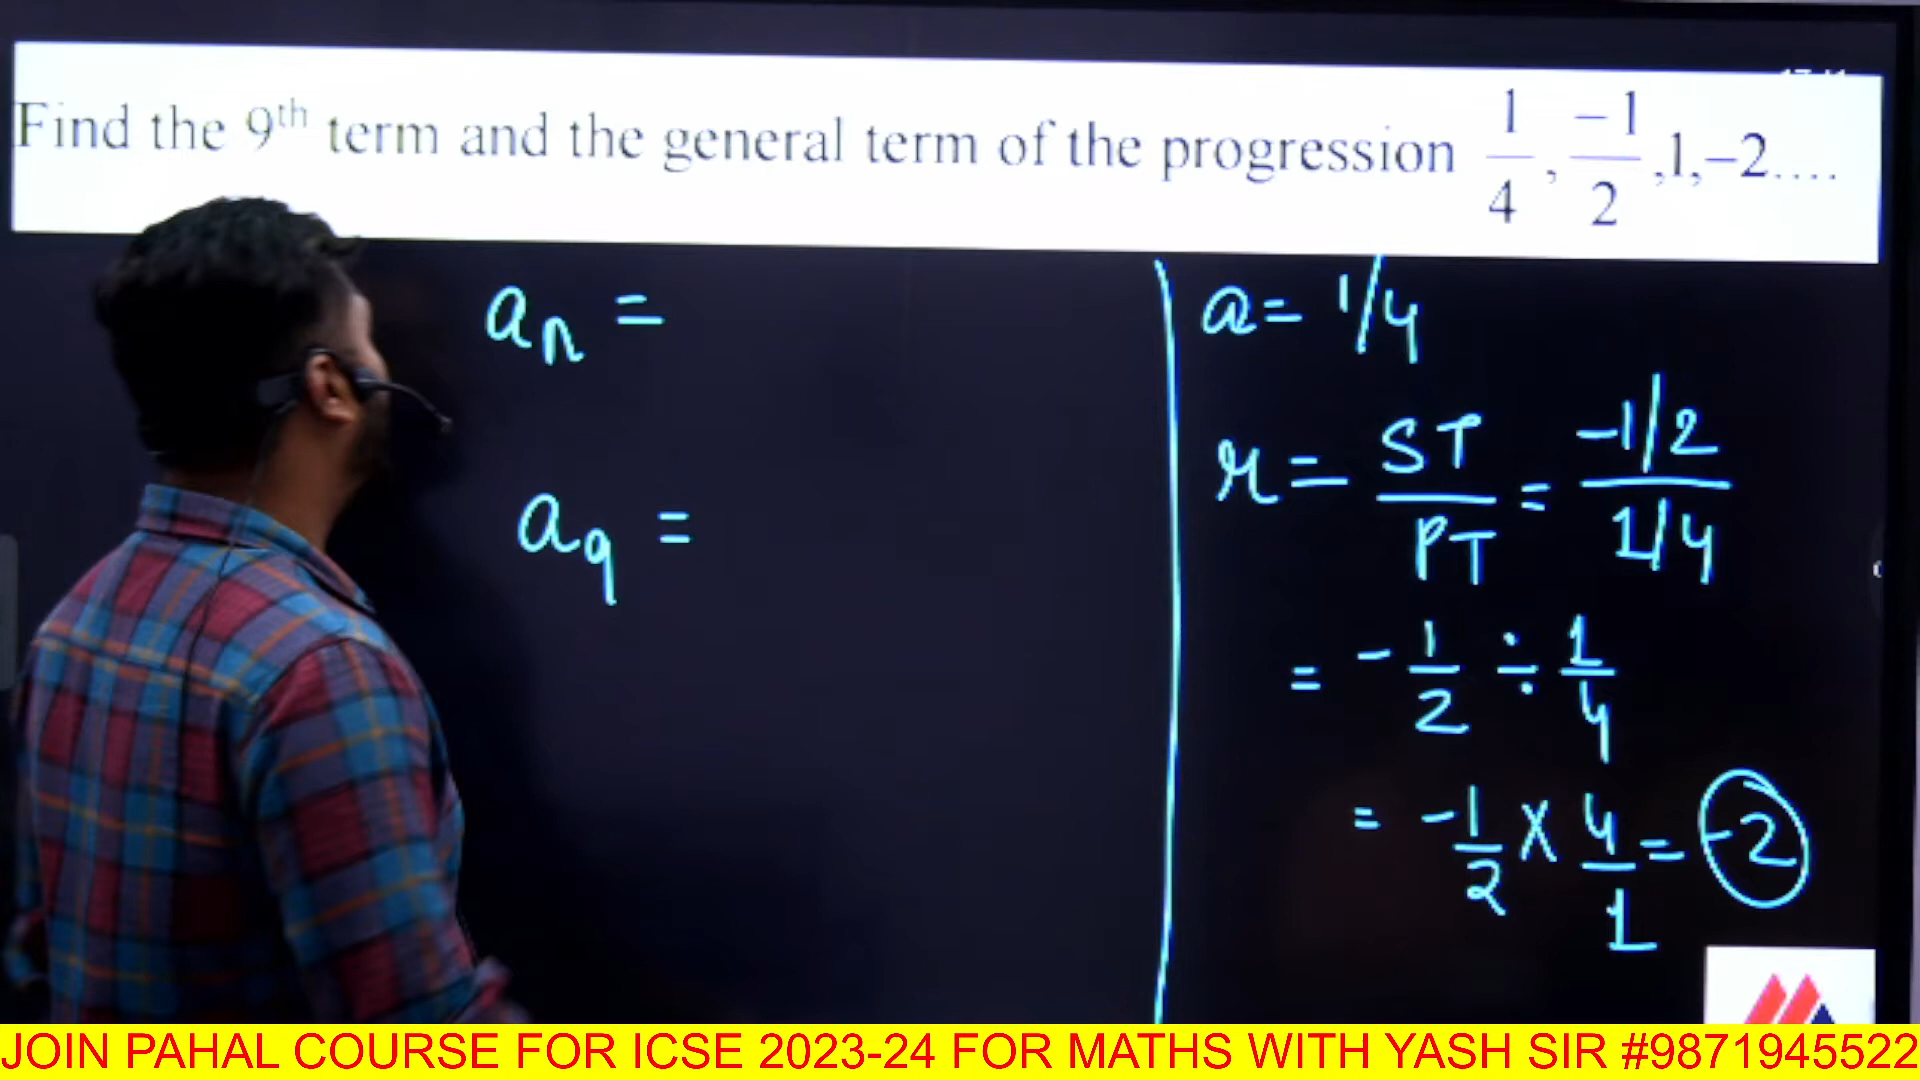 Find the 9th term and the general term of the progression 1/4, -1/2, 1, -2....
an =
a9 =
a = 1/4
r = ST/PT = -1/2 / 1/4
= - 1/2 ÷ 1/4
= -1/2 × 4/1 = -2
JOIN PAHAL COURSE FOR ICSE 2023-24 FOR MATHS WITH YASH SIR #9871945522